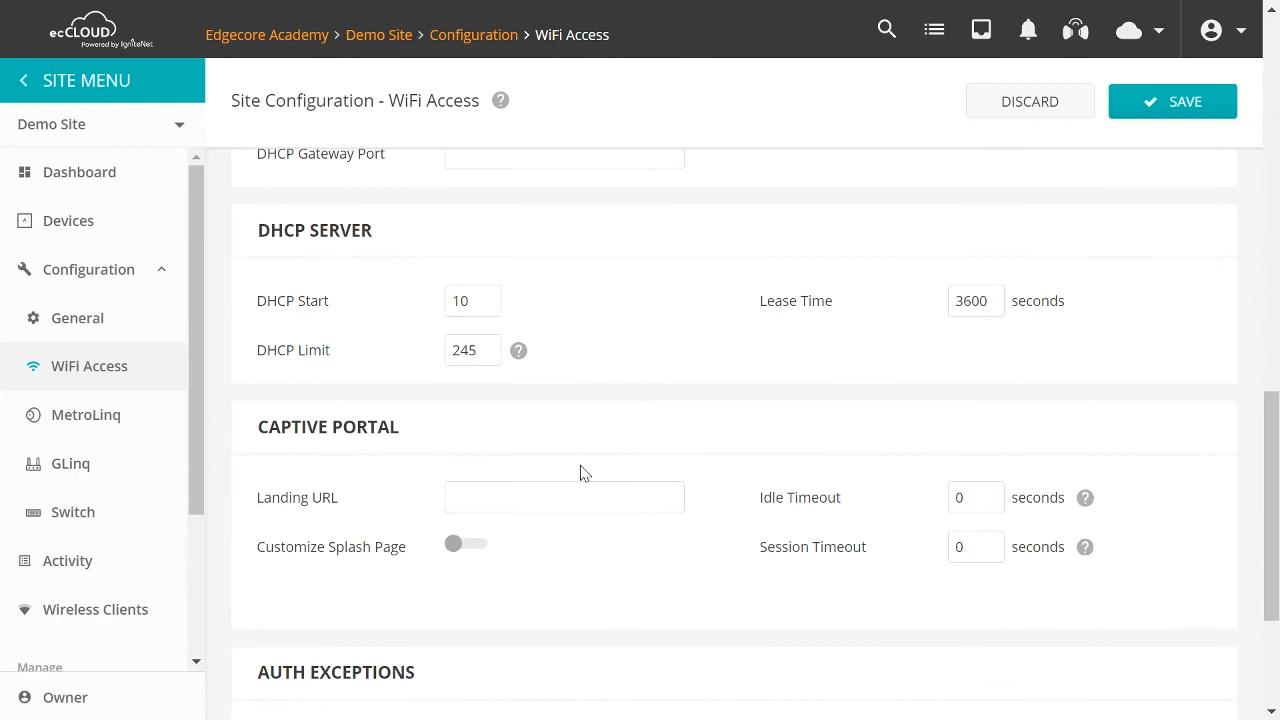 ecCLOUD
Powered by IgniteNet
Edgecore Academy > Demo Site > Configuration > WiFi Access
SITE MENU
Demo Site
Dashboard
Devices
Configuration
General
WiFi Access
MetroLinq
GLinq
Switch
Activity
Wireless Clients
Manage
Owner
Site Configuration - WiFi Access ?
DISCARD
SAVE
DHCP Gateway Port
DHCP SERVER
DHCP Start 10 Lease Time 3600 seconds
DHCP Limit 245 ?
CAPTIVE PORTAL
Landing URL Idle Timeout 0 seconds ?
Customize Splash Page Session Timeout 0 seconds ?
AUTH EXCEPTIONS